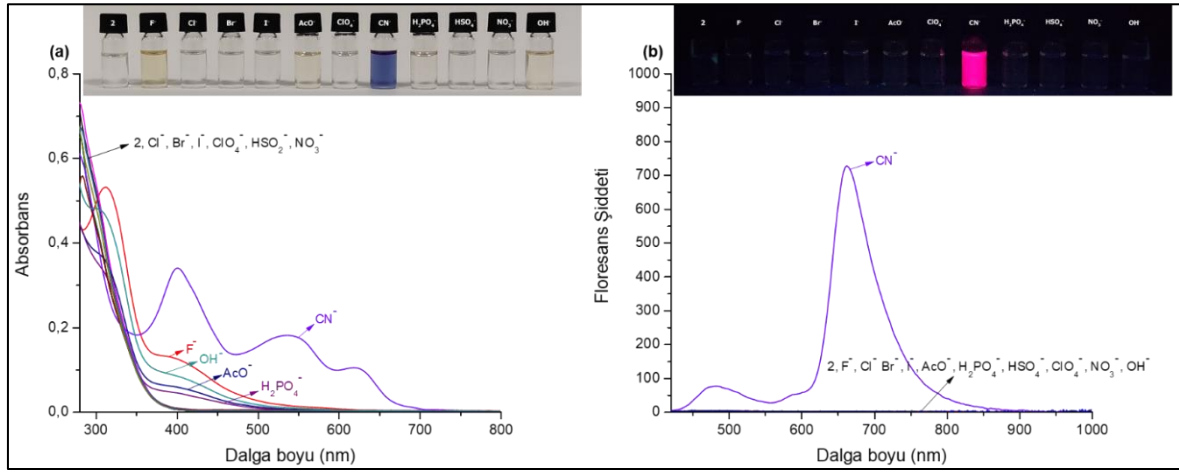 (a)
2 F⁻ Cl⁻ Br⁻ I⁻ AcO⁻ ClO₄⁻ CN⁻ H₂PO₄⁻ HSO₄⁻ NO₃⁻ OH⁻
0,8
0,6
0,4
0,2
0,0
Absorbans
2, Cl⁻, Br⁻, I⁻, ClO₄⁻, HSO₂⁻, NO₃⁻
CN⁻
F⁻
OH⁻
AcO⁻
H₂PO₄⁻
300 400 500 600 700 800
Dalga boyu (nm)
(b)
2 F⁻ Cl⁻ Br⁻ I⁻ AcO⁻ ClO₄⁻ CN⁻ H₂PO₄⁻ HSO₄⁻ NO₃⁻ OH⁻
1000
900
800
700
600
500
400
300
200
100
0
Floresans Şiddeti
CN⁻
2, F⁻, Cl⁻ Br⁻, I⁻, AcO⁻, H₂PO₄⁻, HSO₄⁻, ClO₄⁻, NO₃⁻, OH⁻
500 600 700 800 900 1000
Dalga boyu (nm)